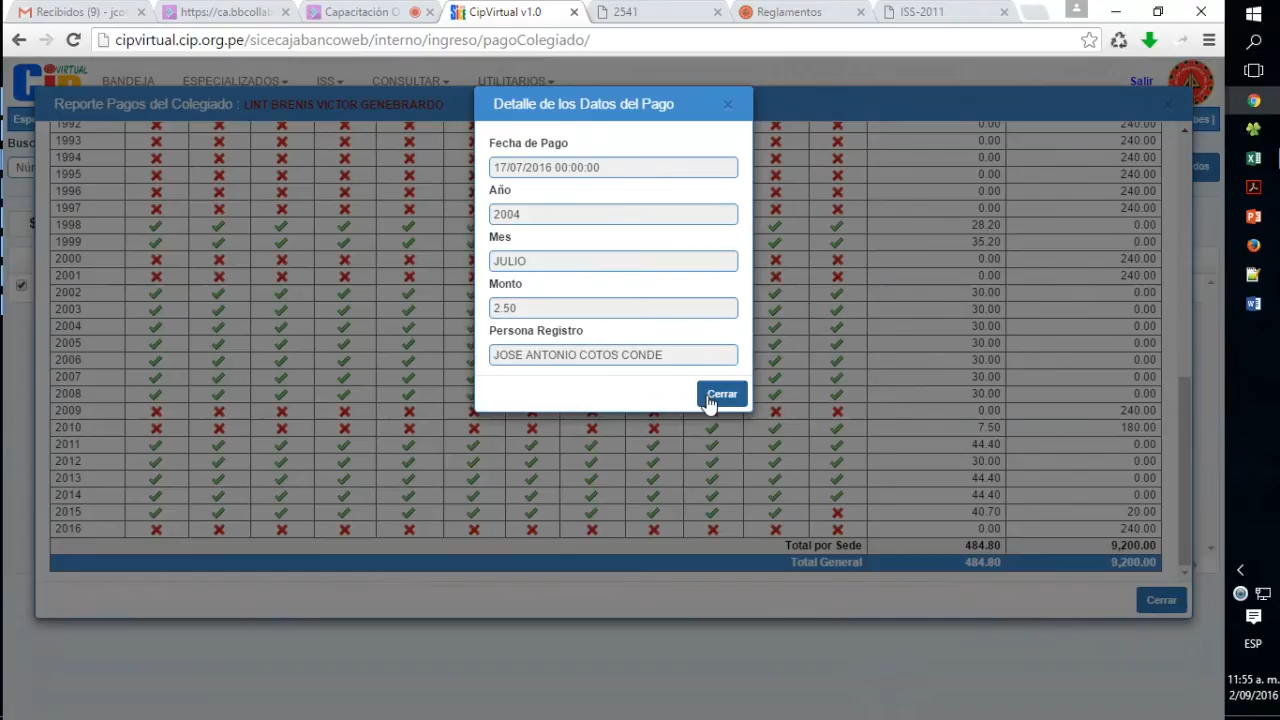 Recibidos (9) - jco
https://ca.bbcollab
Capacitación O
CipVirtual v1.0
2541
Reglamentos
ISS-2011
cipvirtual.cip.org.pe/sicecajabancoweb/interno/ingreso/pagoColegiado/
VIRTUAL
BANDEJA
ESPECIALIZADOS
ISS
CONSULTAR
UTILITARIOS
Salir
Reporte Pagos del Colegiado : LINT BRENIS VICTOR GENEBRARDO
Detalle de los Datos del Pago
Fecha de Pago
17/07/2016 00:00:00
Año
2004
Mes
JULIO
Monto
2.50
Persona Registro
JOSE ANTONIO COTOS CONDE
Cerrar
1992 0.00 240.00
1993 0.00 240.00
1994 0.00 240.00
1995 0.00 240.00
1996 0.00 240.00
1997 0.00 240.00
1998 28.20 0.00
1999 35.20 0.00
2000 0.00 240.00
2001 0.00 240.00
2002 30.00 0.00
2003 30.00 0.00
2004 30.00 0.00
2005 30.00 0.00
2006 30.00 0.00
2007 30.00 0.00
2008 30.00 0.00
2009 0.00 240.00
2010 7.50 180.00
2011 44.40 0.00
2012 30.00 0.00
2013 44.40 0.00
2014 44.40 0.00
2015 40.70 20.00
2016 0.00 240.00
Total por Sede 484.80 9,200.00
Total General 484.80 9,200.00
Cerrar
ESP
11:55 a. m.
2/09/2016